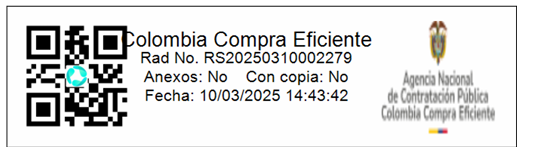 Colombia Compra Eficiente
Rad No. RS20250310002279
Anexos: No Con copia: No
Fecha: 10/03/2025 14:43:42
Agencia Nacional
de Contratación Pública
Colombia Compra Eficiente